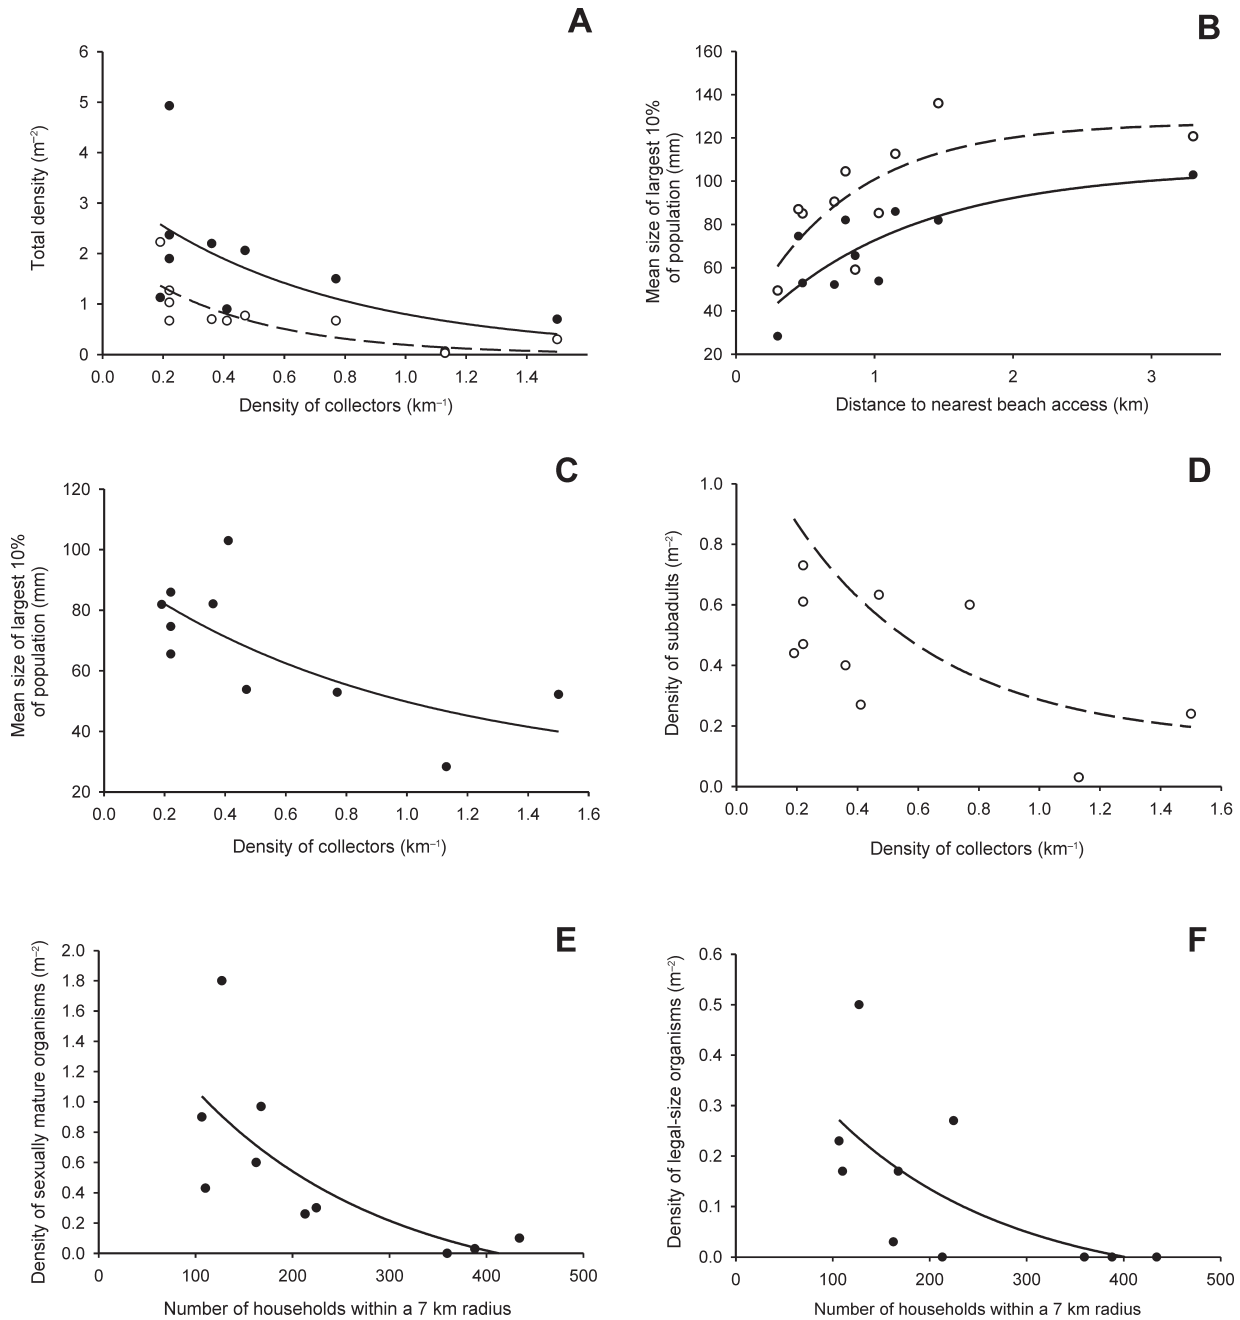 A
6
5
4
3
2
1
0
0.0 0.2 0.4 0.6 0.8 1.0 1.2 1.4
Total density (m⁻²)
Density of collectors (km⁻¹)
B
160
140
120
100
80
60
40
20
0 1 2 3
Mean size of largest 10%
of population (mm)
Distance to nearest beach access (km)
C
120
100
80
60
40
20
0.0 0.2 0.4 0.6 0.8 1.0 1.2 1.4 1.6
Mean size of largest 10%
of population (mm)
Density of collectors (km⁻¹)
D
1.0
0.8
0.6
0.4
0.2
0.0
0.0 0.2 0.4 0.6 0.8 1.0 1.2 1.4 1.6
Density of subadults (m⁻²)
Density of collectors (km⁻¹)
E
2.0
1.8
1.6
1.4
1.2
1.0
0.8
0.6
0.4
0.2
0.0
0 100 200 300 400 500
Density of sexually mature organisms (m⁻²)
Number of households within a 7 km radius
F
0.6
0.5
0.4
0.3
0.2
0.1
0.0
0 100 200 300 400 500
Density of legal-size organisms (m⁻²)
Number of households within a 7 km radius